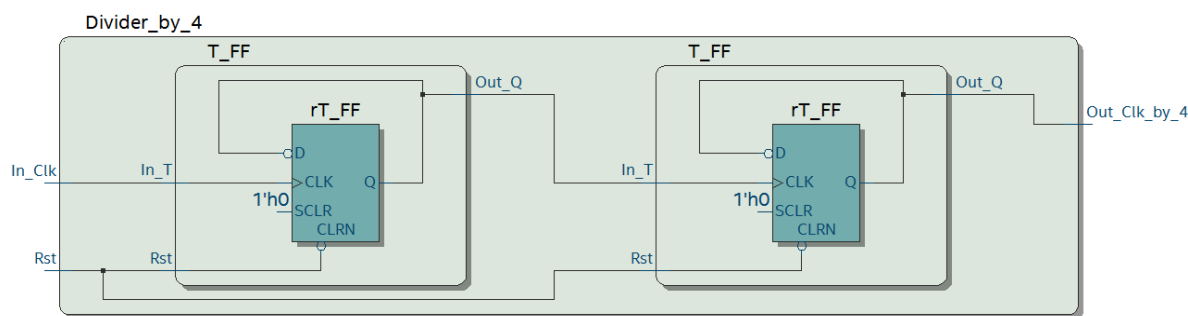 Divider_by_4
T_FF
T_FF
Out_Q
Out_Q
rT_FF
rT_FF
Out_Clk_by_4
D
D
In_Clk
In_T
CLK
Q
In_T
CLK
Q
1'h0
SCLR
1'h0
SCLR
CLRN
CLRN
Rst
Rst
Rst